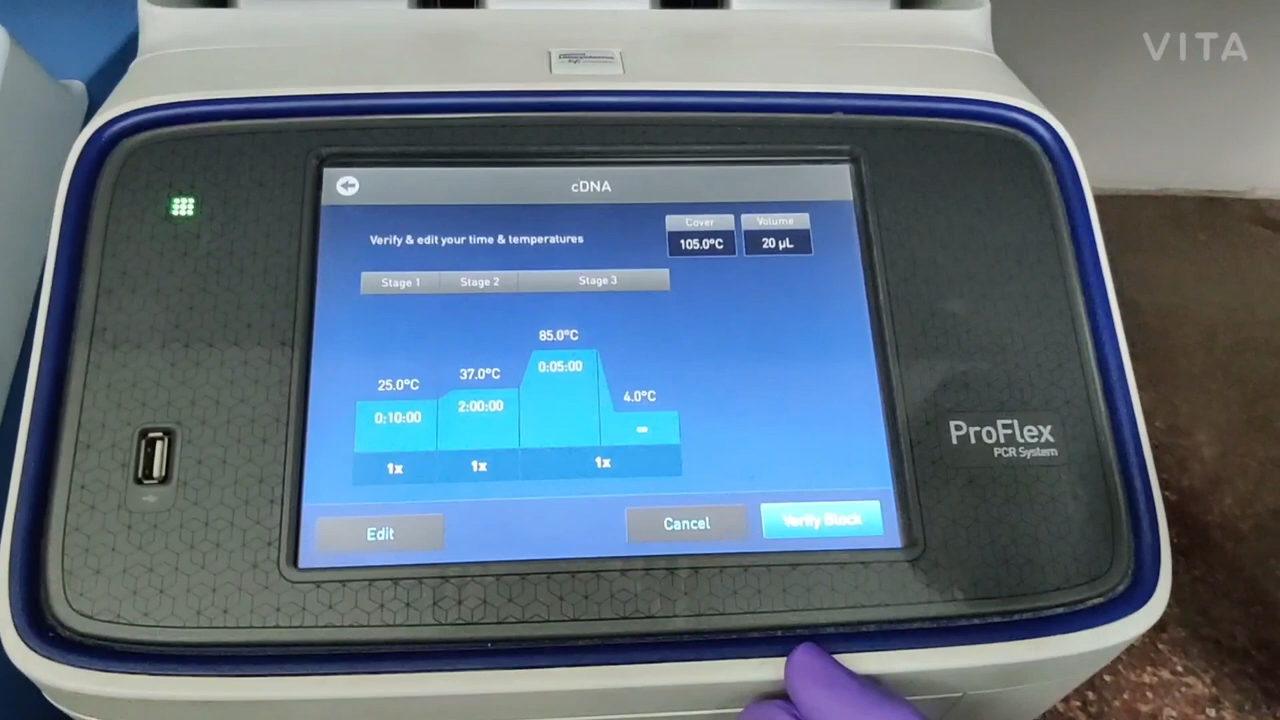 VITA
cDNA
Verify & edit your time & temperatures
Cover
105.0°C
Volume
20 µL
Stage 1
Stage 2
Stage 3
25.0°C
0:10:00
37.0°C
2:00:00
85.0°C
0:05:00
4.0°C
∞
1x
1x
1x
Edit
Cancel
Verify Block
ProFlex
PCR System